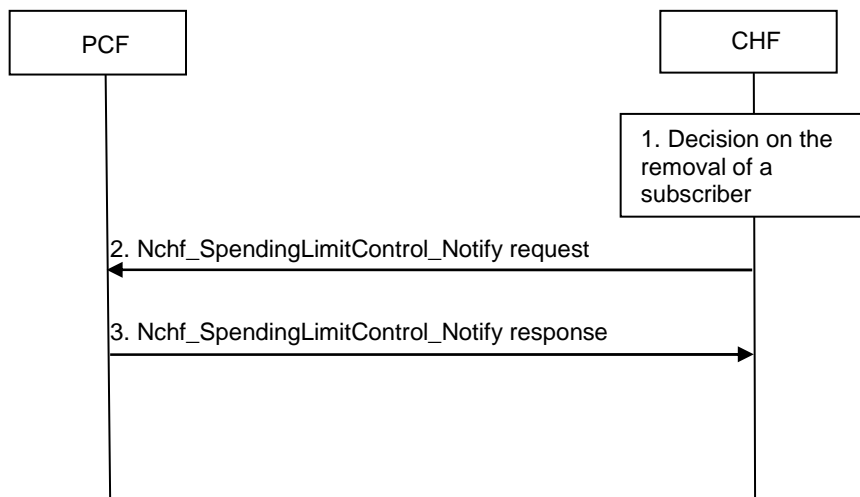 PCF
CHF
1. Decision on the
removal of a
subscriber
2. Nchf_SpendingLimitControl_Notify request
3. Nchf_SpendingLimitControl_Notify response